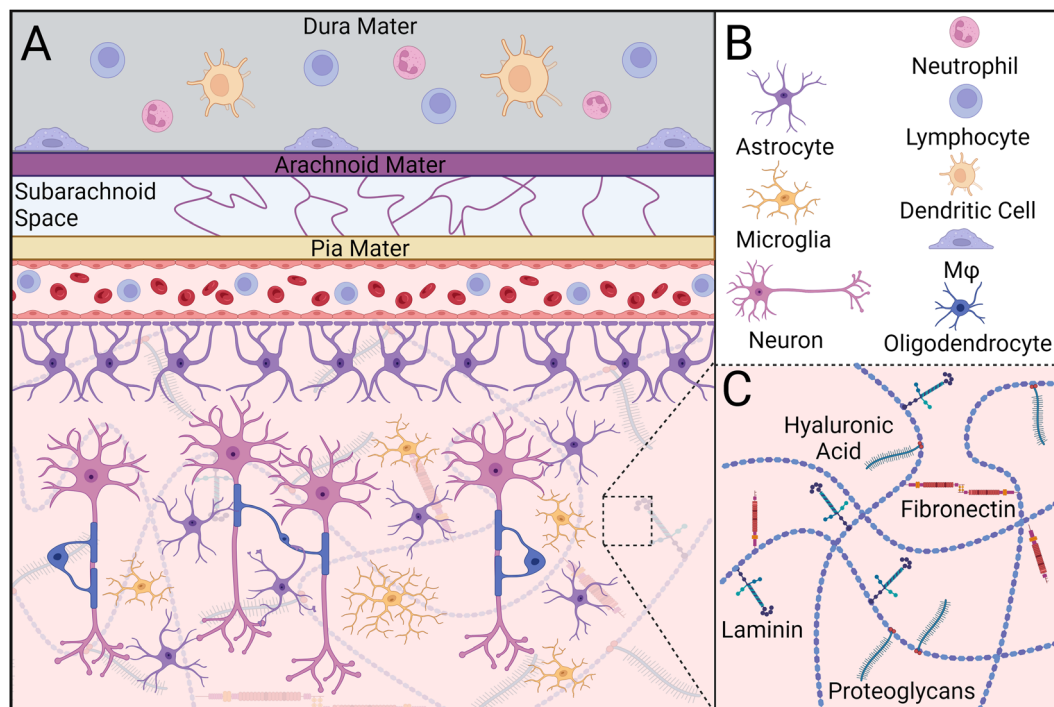 A
Dura Mater
Arachnoid Mater
Subarachnoid
Space
Pia Mater
B
Astrocyte
Microglia
Neuron
Neutrophil
Lymphocyte
Dendritic Cell
Mφ
Oligodendrocyte
C
Hyaluronic
Acid
Fibronectin
Laminin
Proteoglycans